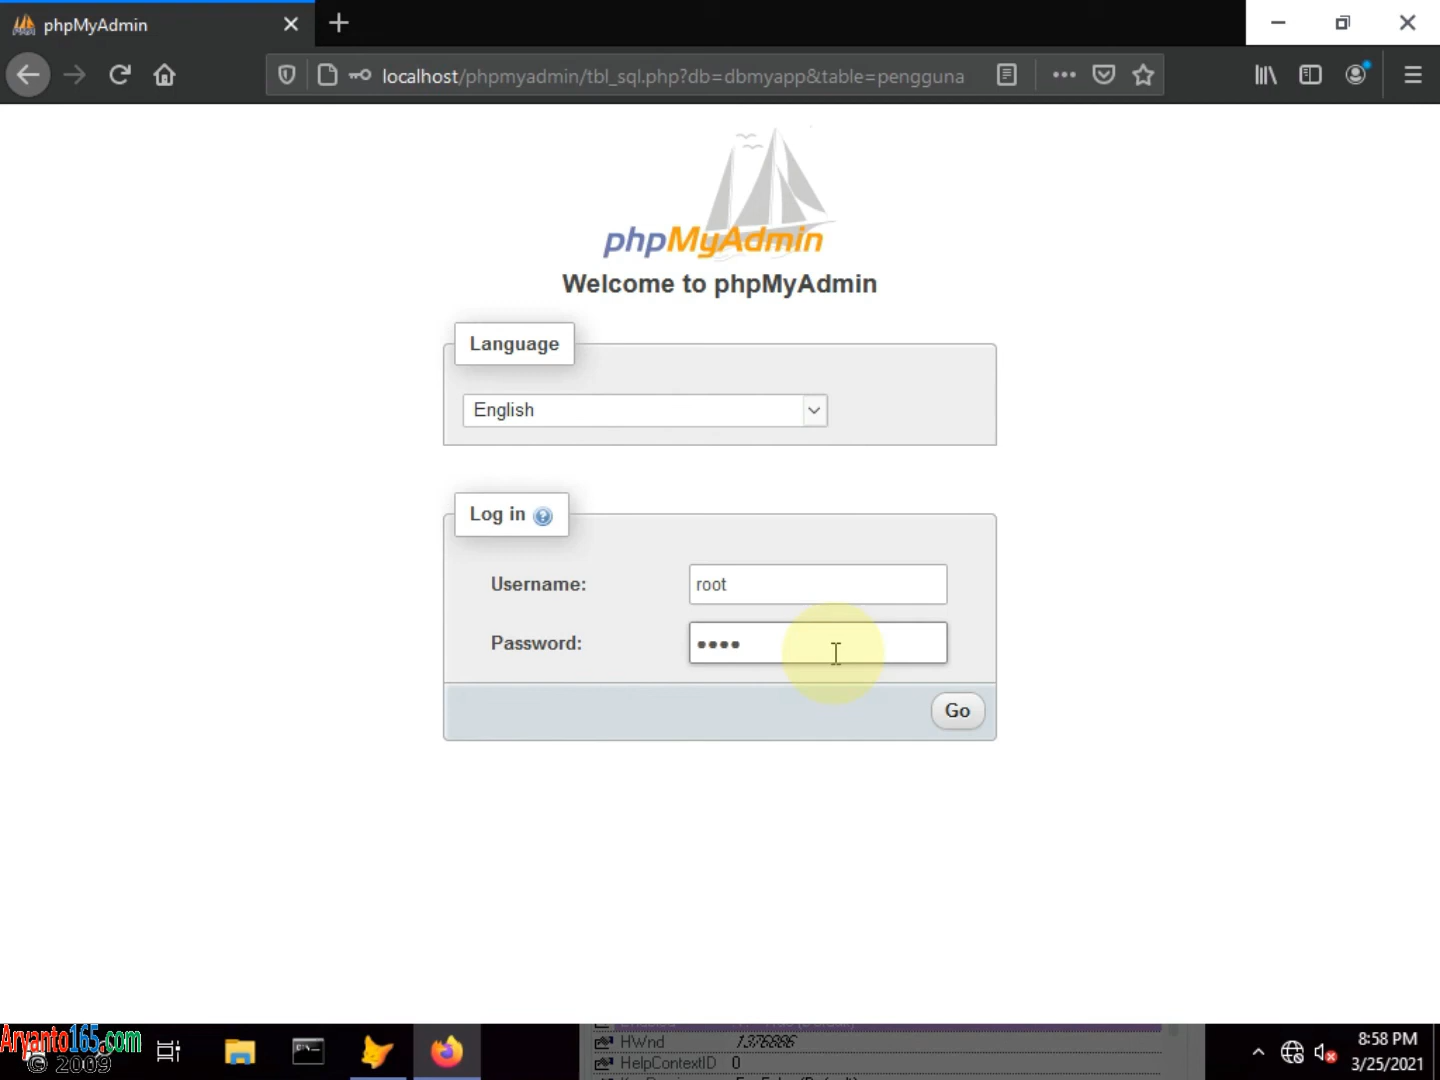 phpMyAdmin
localhost/phpmyadmin/tbl_sql.php?db=dbmyapp&table=pengguna
phpMyAdmin
Welcome to phpMyAdmin
Language
English
Log in
Username:
root
Password:
Go
Aryanto165.com
© 2009
HWnd
HelpContextID 0
8:58 PM
3/25/2021